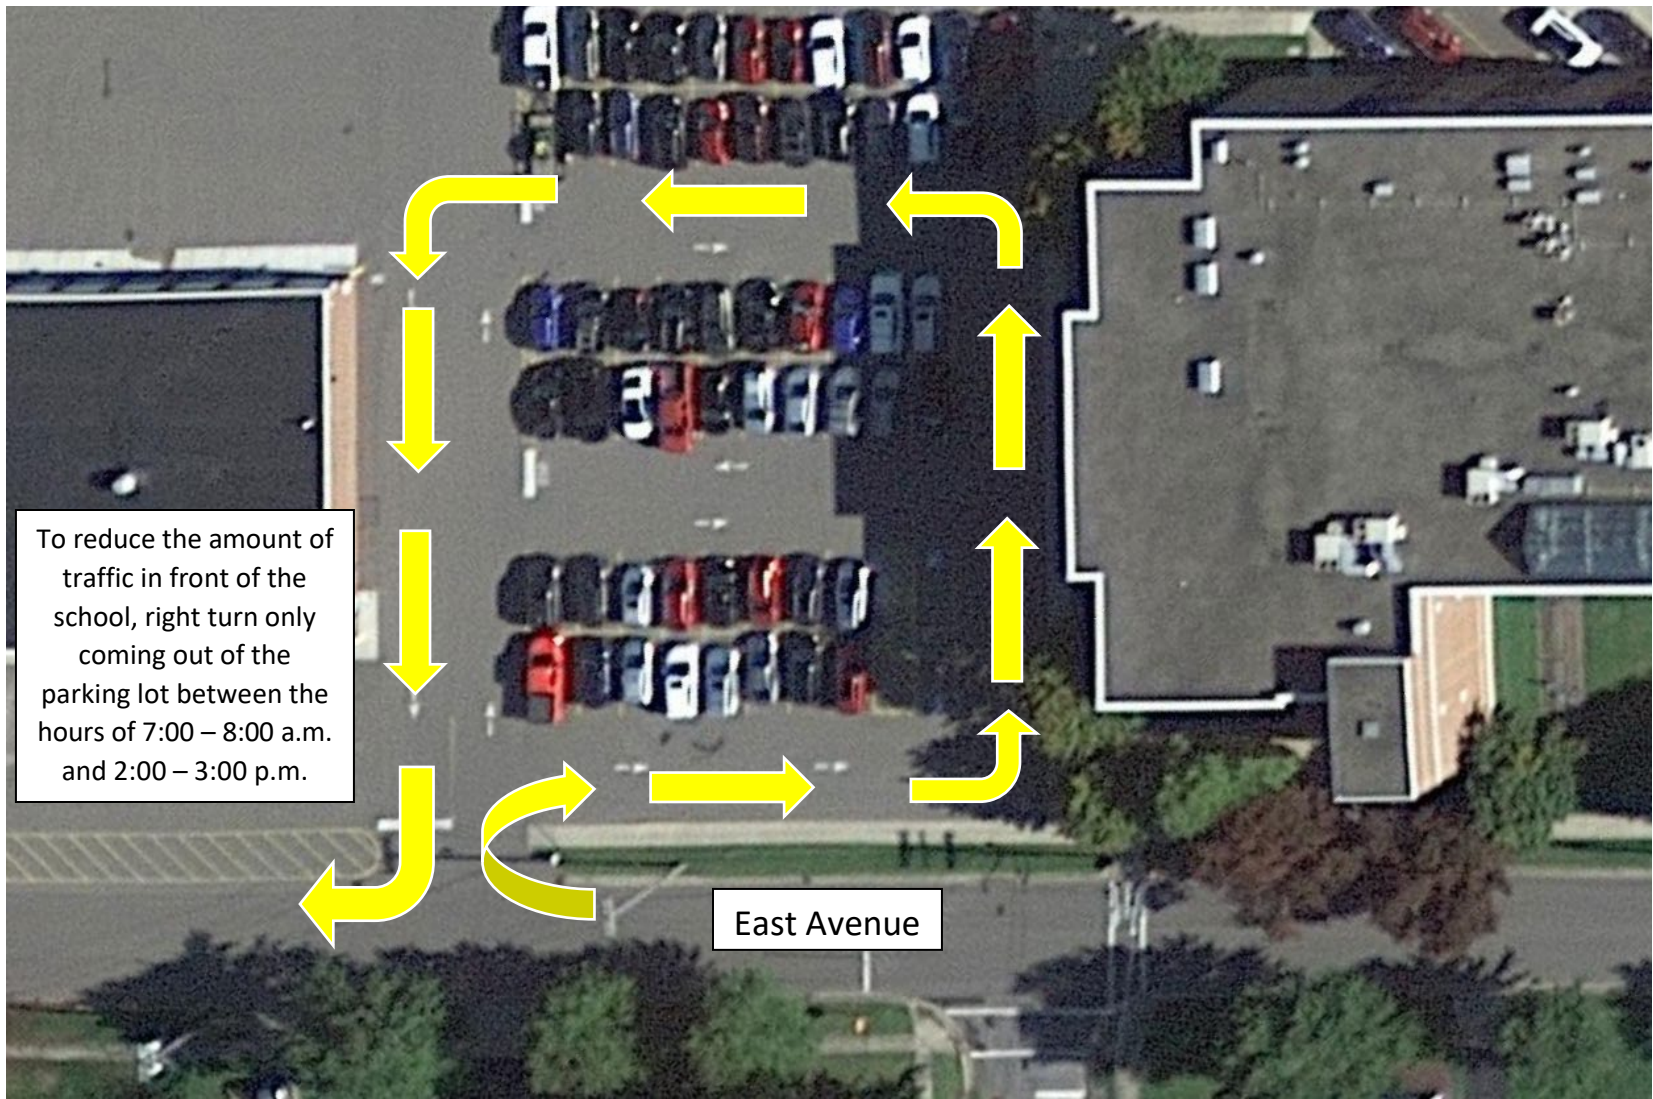 To reduce the amount of
traffic in front of the
school, right turn only
coming out of the
parking lot between the
hours of 7:00 – 8:00 a.m.
and 2:00 – 3:00 p.m.
East Avenue